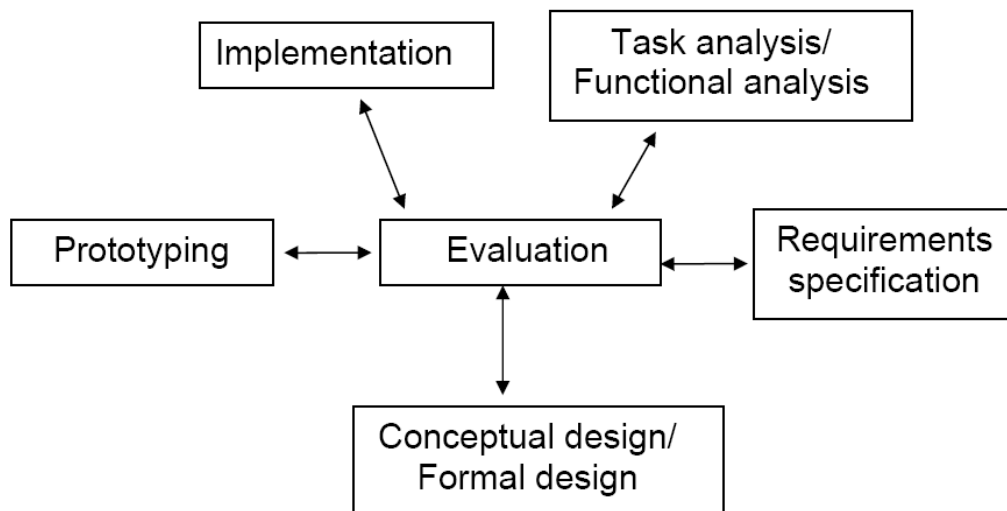 Implementation
Task analysis/
Functional analysis
Prototyping
Evaluation
Requirements
specification
Conceptual design/
Formal design